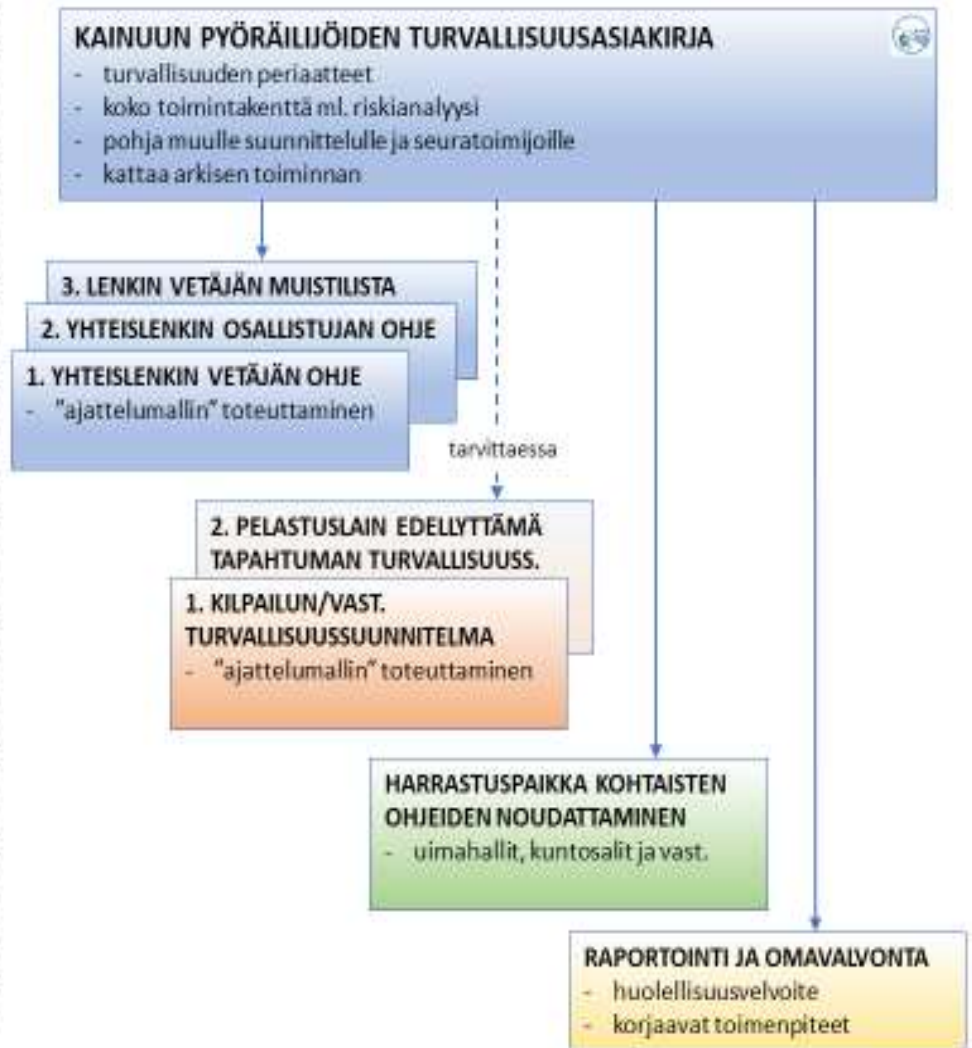 KAINUUN PYÖRÄILIJÖIDEN TURVALLISUUSASIAKIRJA
- turvallisuuden periaatteet
- koko toimintakenttä ml. riskianalyysi
- pohja muulle suunnittelulle ja seuratoimijoille
- kattaa arkisen toiminnan
3. LENKIN VETÄJÄN MUISTILISTA
2. YHTEISLENKIN OSALLISTUJAN OHJE
1. YHTEISLENKIN VETÄJÄN OHJE
- "ajattelumallin" toteuttaminen
tarvittaessa
2. PELASTUSLAIN EDELLYTTÄMÄ
TAPAHTUMAN TURVALLISUUSS.
1. KILPAILUN/VAST.
TURVALLISUUSSUUNNITELMA
- "ajattelumallin" toteuttaminen
HARRASTUSPAIKKA KOHTAISTEN
OHJEIDEN NOUDATTAMINEN
- uimahallit, kuntosalit ja vast.
RAPORTOINTI JA OMAVALVONTA
- huolellisuusvelvoite
- korjaavat toimenpiteet